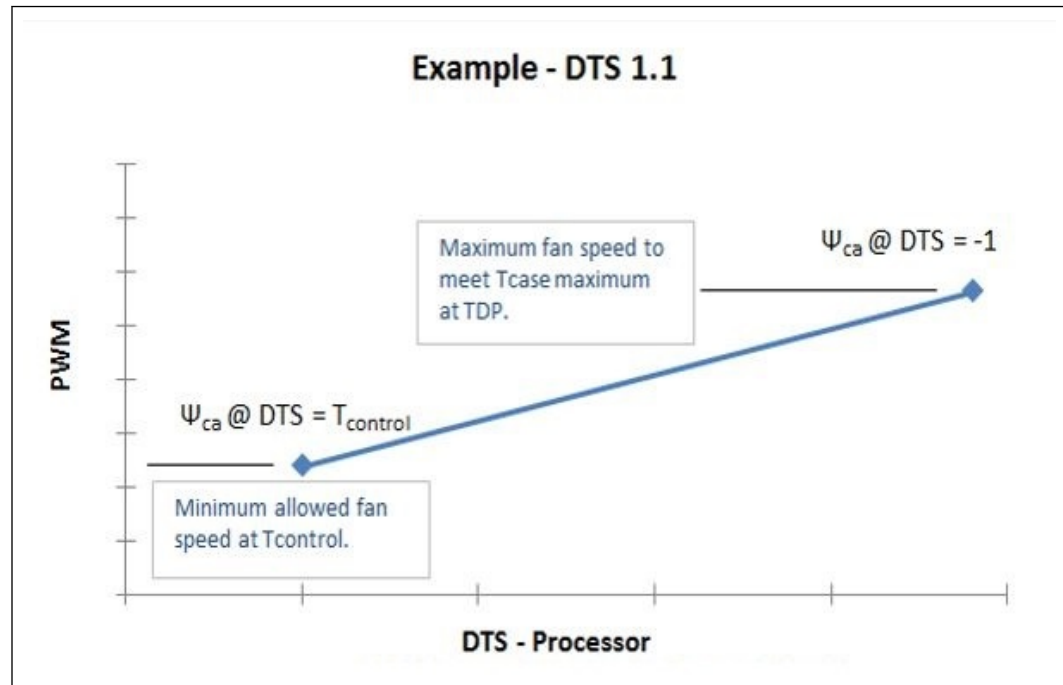 Example - DTS 1.1
Maximum fan speed to
meet Tcase maximum
at TDP.
Ψca @ DTS = -1
PWM
Ψca @ DTS = Tcontrol
Minimum allowed fan
speed at Tcontrol.
DTS - Processor